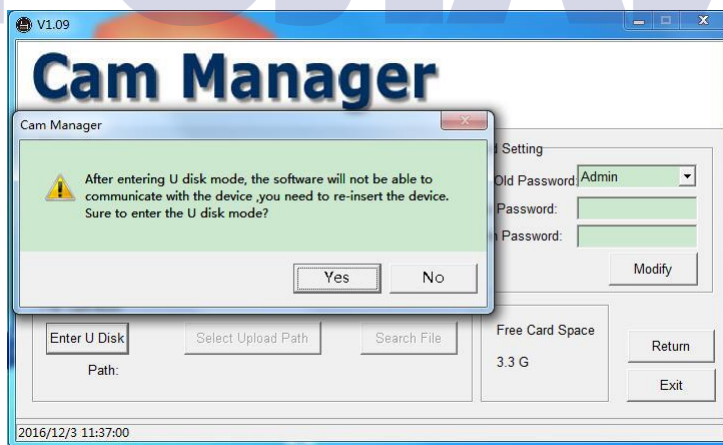 V1.09
Cam Manager
Cam Manager
After entering U disk mode, the software will not be able to
communicate with the device ,you need to re-insert the device.
Sure to enter the U disk mode?
Yes No
Setting
Old Password: Admin
Password:
Password:
Modify
Enter U Disk Select Upload Path Search File
Path:
Free Card Space
3.3 G
Return
Exit
2016/12/3 11:37:00